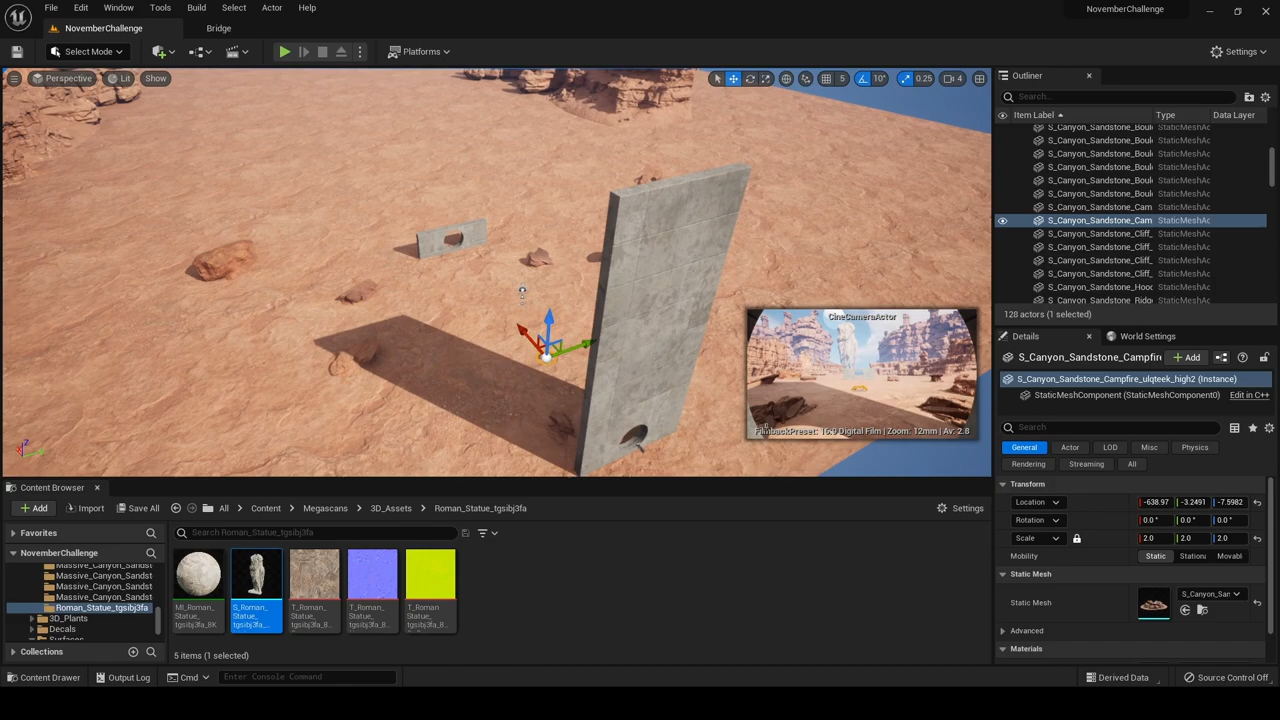 File Edit Window Tools Build Select Actor Help
NovemberChallenge
NovemberChallenge Bridge
Select Mode Platforms Settings
Perspective Lit Show 5 10° 0.25 4
Outliner
Search...
Item Label Type Data Layer
S_Canyon_Sandstone_Boul StaticMeshAc
S_Canyon_Sandstone_Boul StaticMeshAc
S_Canyon_Sandstone_Boul StaticMeshAc
S_Canyon_Sandstone_Boul StaticMeshAc
S_Canyon_Sandstone_Boul StaticMeshAc
S_Canyon_Sandstone_Boul StaticMeshAc
S_Canyon_Sandstone_Cam StaticMeshAc
S_Canyon_Sandstone_Cam StaticMeshAc
S_Canyon_Sandstone_Cliff_ StaticMeshAc
S_Canyon_Sandstone_Cliff_ StaticMeshAc
S_Canyon_Sandstone_Cliff_ StaticMeshAc
S_Canyon_Sandstone_Cliff_ StaticMeshAc
S_Canyon_Sandstone_Hood StaticMeshAc
S_Canyon_Sandstone_Ridge StaticMeshAc
128 actors (1 selected)
CineCameraActor
FilmbackPreset: 16:9 Digital Film | Zoom: 12mm | Av: 2.8
Details World Settings
S_Canyon_Sandstone_Campfir Add
S_Canyon_Sandstone_Campfire_ulqteek_high2 (Instance)
StaticMeshComponent (StaticMeshComponent0) Edit in C++
Search
General Actor LOD Misc Physics
Rendering Streaming All
Transform
Location -638.97 -3.2491 -7.5982
Rotation 0.0 ° 0.0 ° 0.0 °
Scale 2.0 2.0 2.0
Mobility Static Station Movabl
Static Mesh
Static Mesh S_Canyon_San
Advanced
Materials
Content Browser
Add Import Save All All Content Megascans 3D_Assets Roman_Statue_tgsibj3fa Settings
Favorites
NovemberChallenge
Massive_Canyon_Sandst
Massive_Canyon_Sandst
Massive_Canyon_Sandst
Massive_Canyon_Sandst
Roman_Statue_tgsibj3fa
3D_Plants
Decals
Surfaces
Collections
Search Roman_Statue_tgsibj3fa
MI_Roman_
Statue_
tgsibj3fa_8K
S_Roman_
Statue_
tgsibj3fa_...
T_Roman_
Statue_
tgsibj3fa_8...
T_Roman_
Statue_
tgsibj3fa_8...
T_Roman
Statue_
tgsibj3fa_8...
5 items (1 selected)
Content Drawer Output Log Cmd Enter Console Command Derived Data Source Control Off